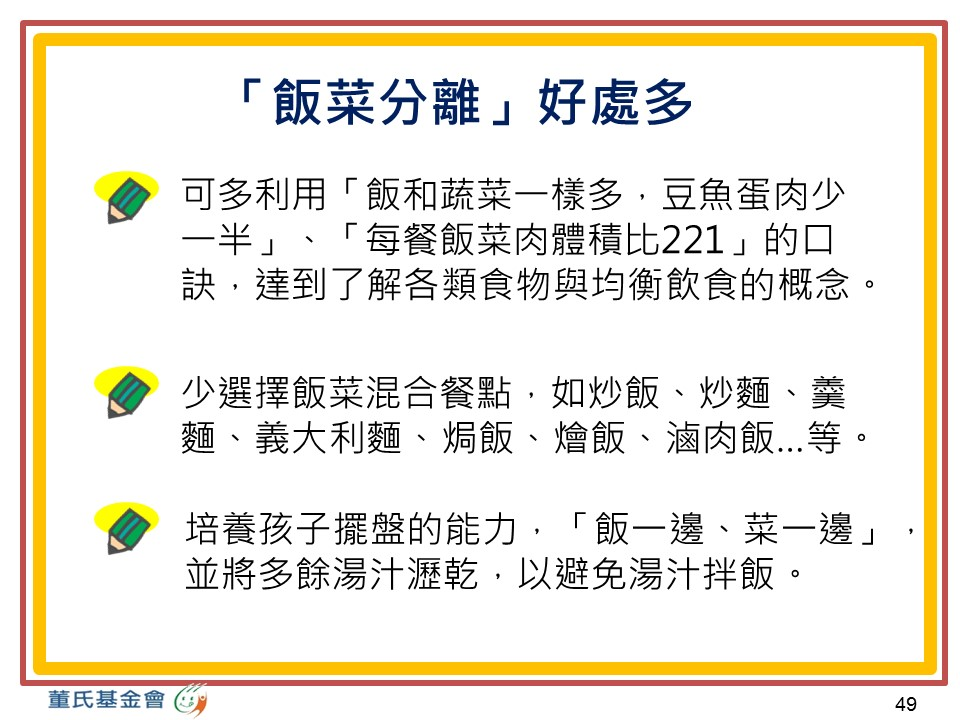 「飯菜分離」好處多
可多利用「飯和蔬菜一樣多，豆魚蛋肉少
一半」、「每餐飯菜肉體積比221」的口
訣，達到了解各類食物與均衡飲食的概念。
少選擇飯菜混合餐點，如炒飯、炒麵、羹
麵、義大利麵、焗飯、燴飯、滷肉飯…等。
培養孩子擺盤的能力，「飯一邊、菜一邊」，
並將多餘湯汁瀝乾，以避免湯汁拌飯。
董氏基金會
49